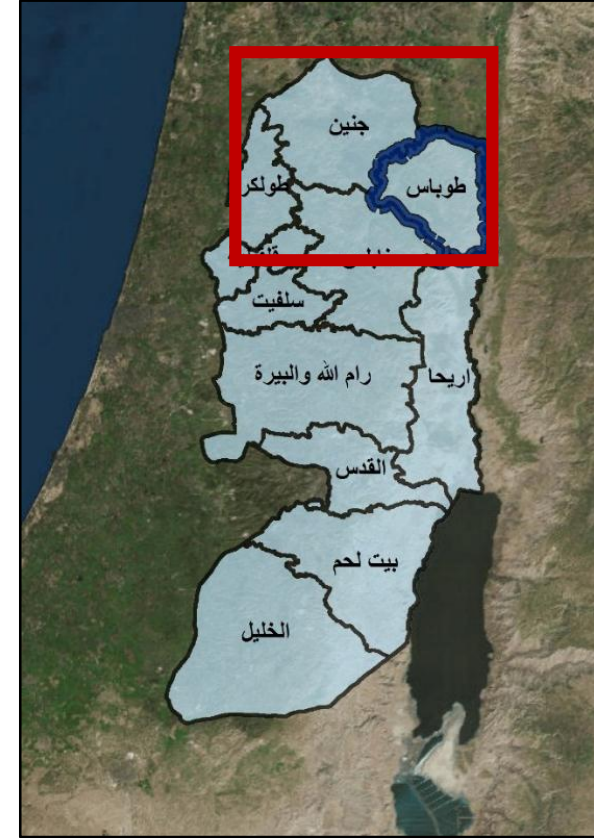 جنين
طوباس
طولكر
سلفيت
رام الله والبيرة
اريحا
القدس
بيت لحم
الخليل